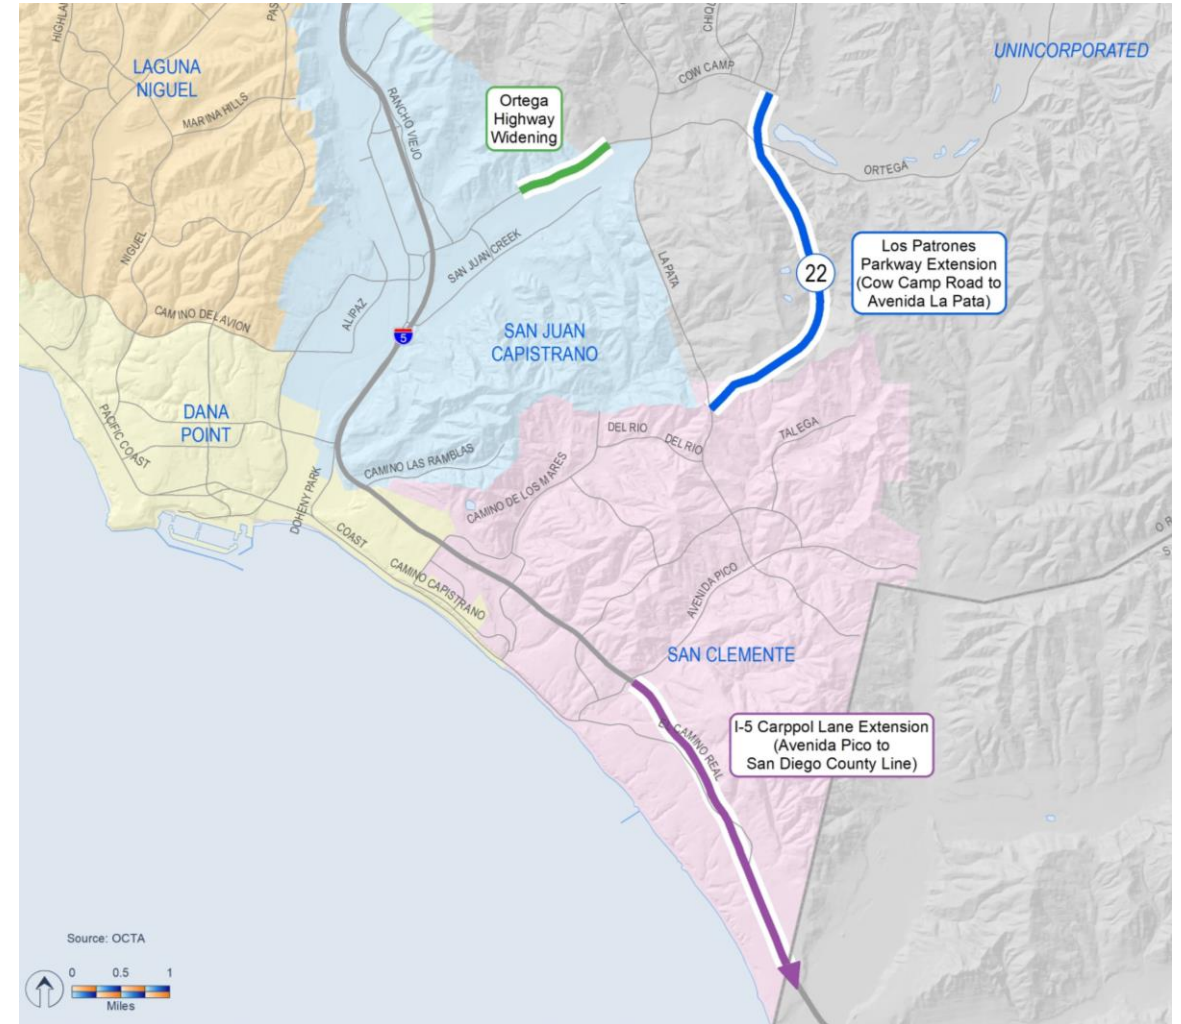 HIGHLA
PAS
CHIQU
UNINCORPORATED
LAGUNA
NIGUEL
MARINA HILLS
RANCHO VIEJO
COW CAMP
Ortega
Highway
Widening
ORTEGA
NIGUEL
SAN JUAN CREEK
LA PATA
22
Los Patrones
Parkway Extension
(Cow Camp Road to
Avenida La Pata)
ALIPAZ
CAMINO DEL AVION
5
SAN JUAN
CAPISTRANO
DANA
POINT
PACIFIC COAST
DEL RIO
DEL RIO
TALEGA
CAMINO LAS RAMBLAS
CAMINO DE LOS MARES
DOHENY PARK
COAST
CAMINO CAPISTRANO
AVENIDA PICO
SAN CLEMENTE
EL CAMINO REAL
I-5 Carppol Lane Extension
(Avenida Pico to
San Diego County Line)
Source: OCTA
0 0.5 1
Miles